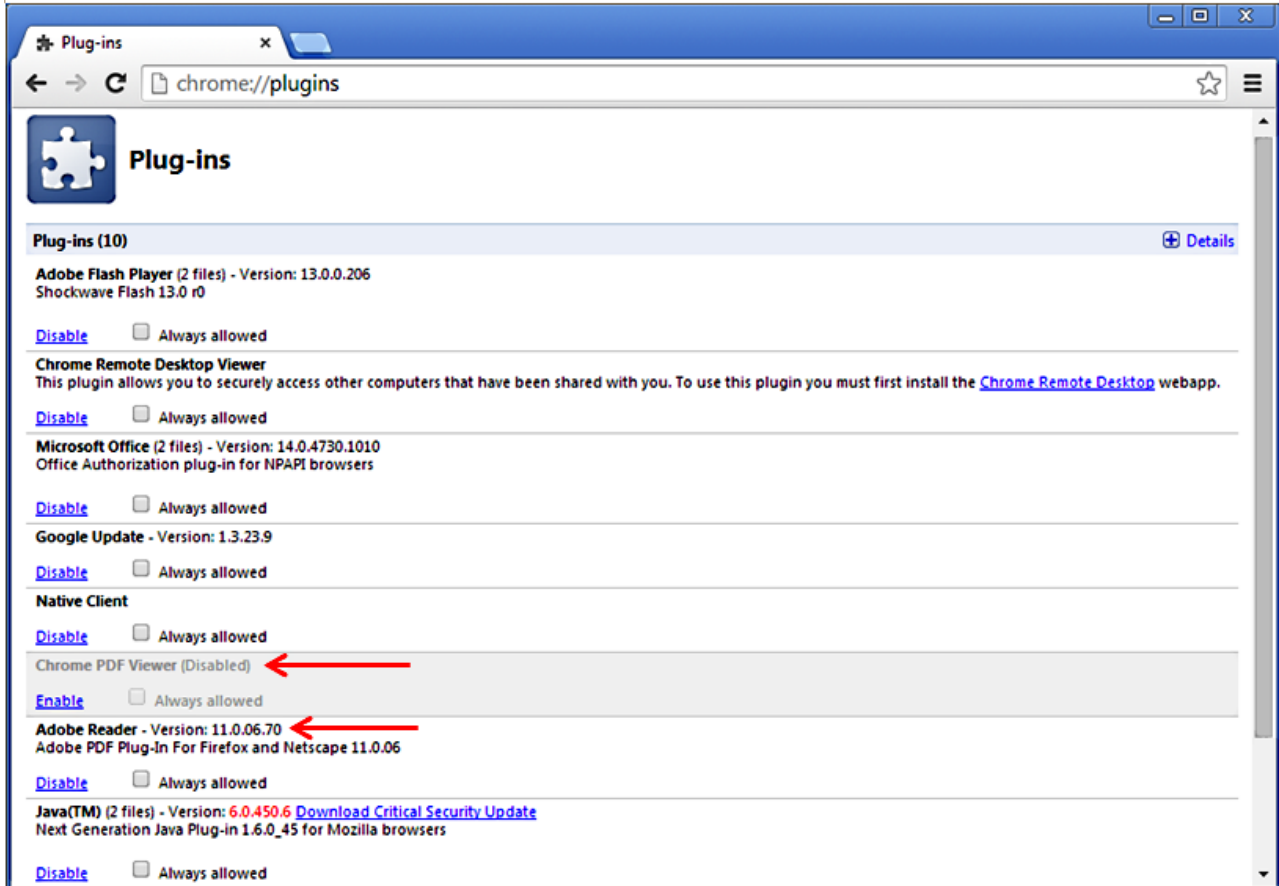 Plug-ins
chrome://plugins
Plug-ins
Plug-ins (10) Details
Adobe Flash Player (2 files) - Version: 13.0.0.206
Shockwave Flash 13.0 r0
Disable Always allowed
Chrome Remote Desktop Viewer
This plugin allows you to securely access other computers that have been shared with you. To use this plugin you must first install the Chrome Remote Desktop webapp.
Disable Always allowed
Microsoft Office (2 files) - Version: 14.0.4730.1010
Office Authorization plug-in for NPAPI browsers
Disable Always allowed
Google Update - Version: 1.3.23.9
Disable Always allowed
Native Client
Disable Always allowed
Chrome PDF Viewer (Disabled)
Enable Always allowed
Adobe Reader - Version: 11.0.06.70
Adobe PDF Plug-In For Firefox and Netscape 11.0.06
Disable Always allowed
Java(TM) (2 files) - Version: 6.0.450.6 Download Critical Security Update
Next Generation Java Plug-in 1.6.0_45 for Mozilla browsers
Disable Always allowed